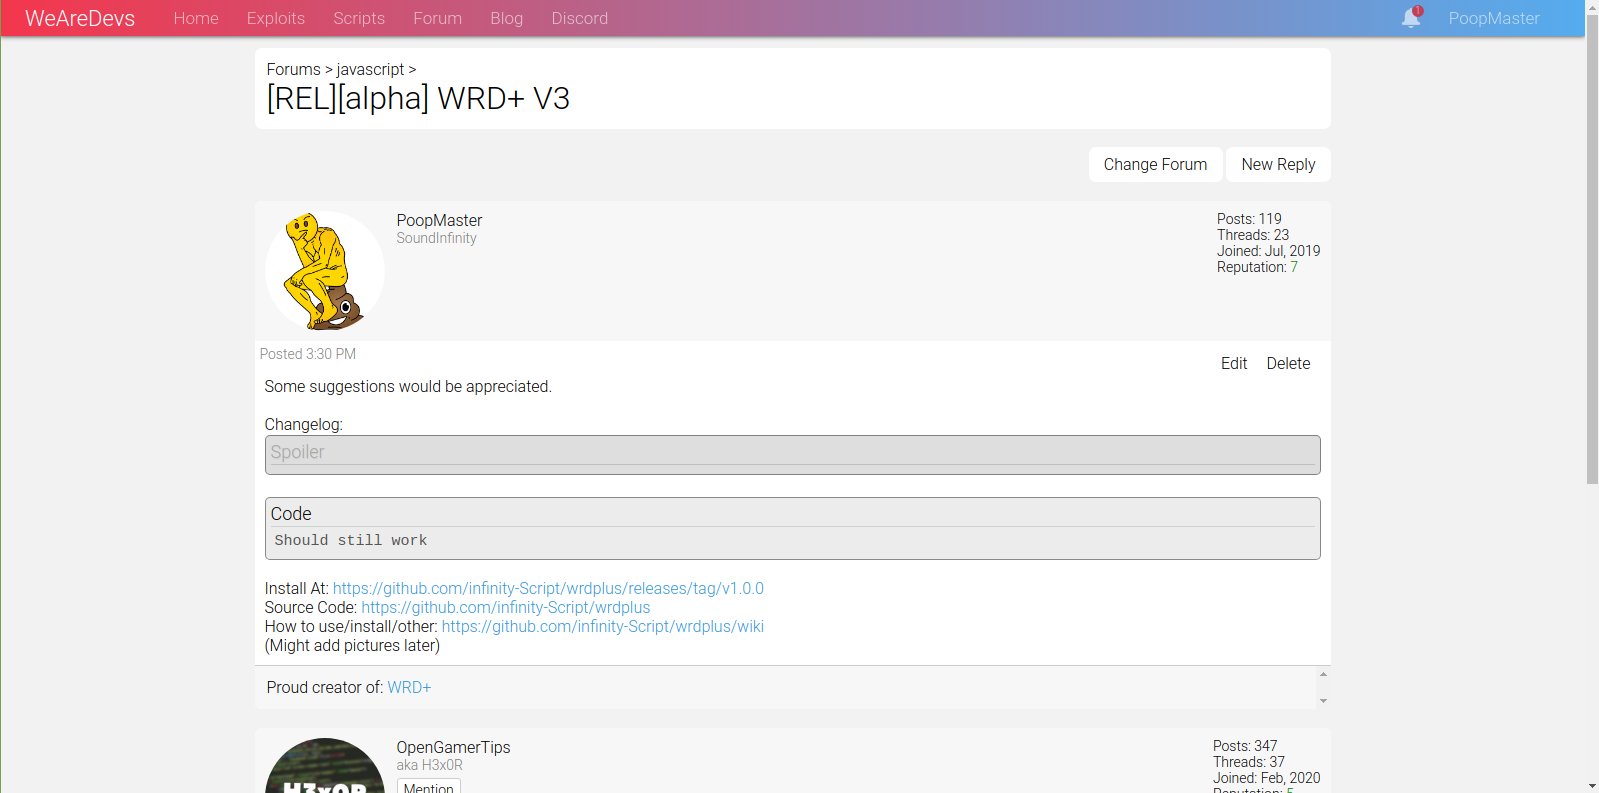 WeAreDevs Home Exploits Scripts Forum Blog Discord 1 PoopMaster
Forums > javascript >
[REL][alpha] WRD+ V3
Change Forum New Reply
PoopMaster
SoundInfinity
Posts: 119
Threads: 23
Joined: Jul, 2019
Reputation: 7
Posted 3:30 PM
Edit Delete
Some suggestions would be appreciated.
Changelog:
Spoiler
Code
Should still work
Install At: https://github.com/infinity-Script/wrdplus/releases/tag/v1.0.0
Source Code: https://github.com/infinity-Script/wrdplus
How to use/install/other: https://github.com/infinity-Script/wrdplus/wiki
(Might add pictures later)
Proud creator of: WRD+
H3x0R
OpenGamerTips
aka H3x0R
Mention
Posts: 347
Threads: 37
Joined: Feb, 2020
Reputation: 5